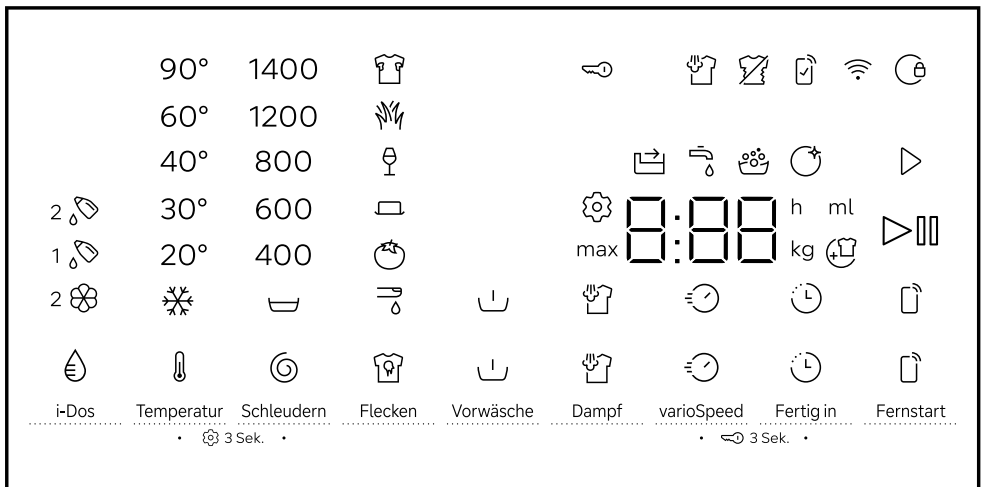 90° 1400
60° 1200
40° 800
2 30° 600 h ml
1 20° 400 max 8:88 kg
2
i-Dos Temperatur Schleudern Flecken Vorwäsche Dampf varioSpeed Fertig in Fernstart
• 3 Sek. • • 3 Sek. •